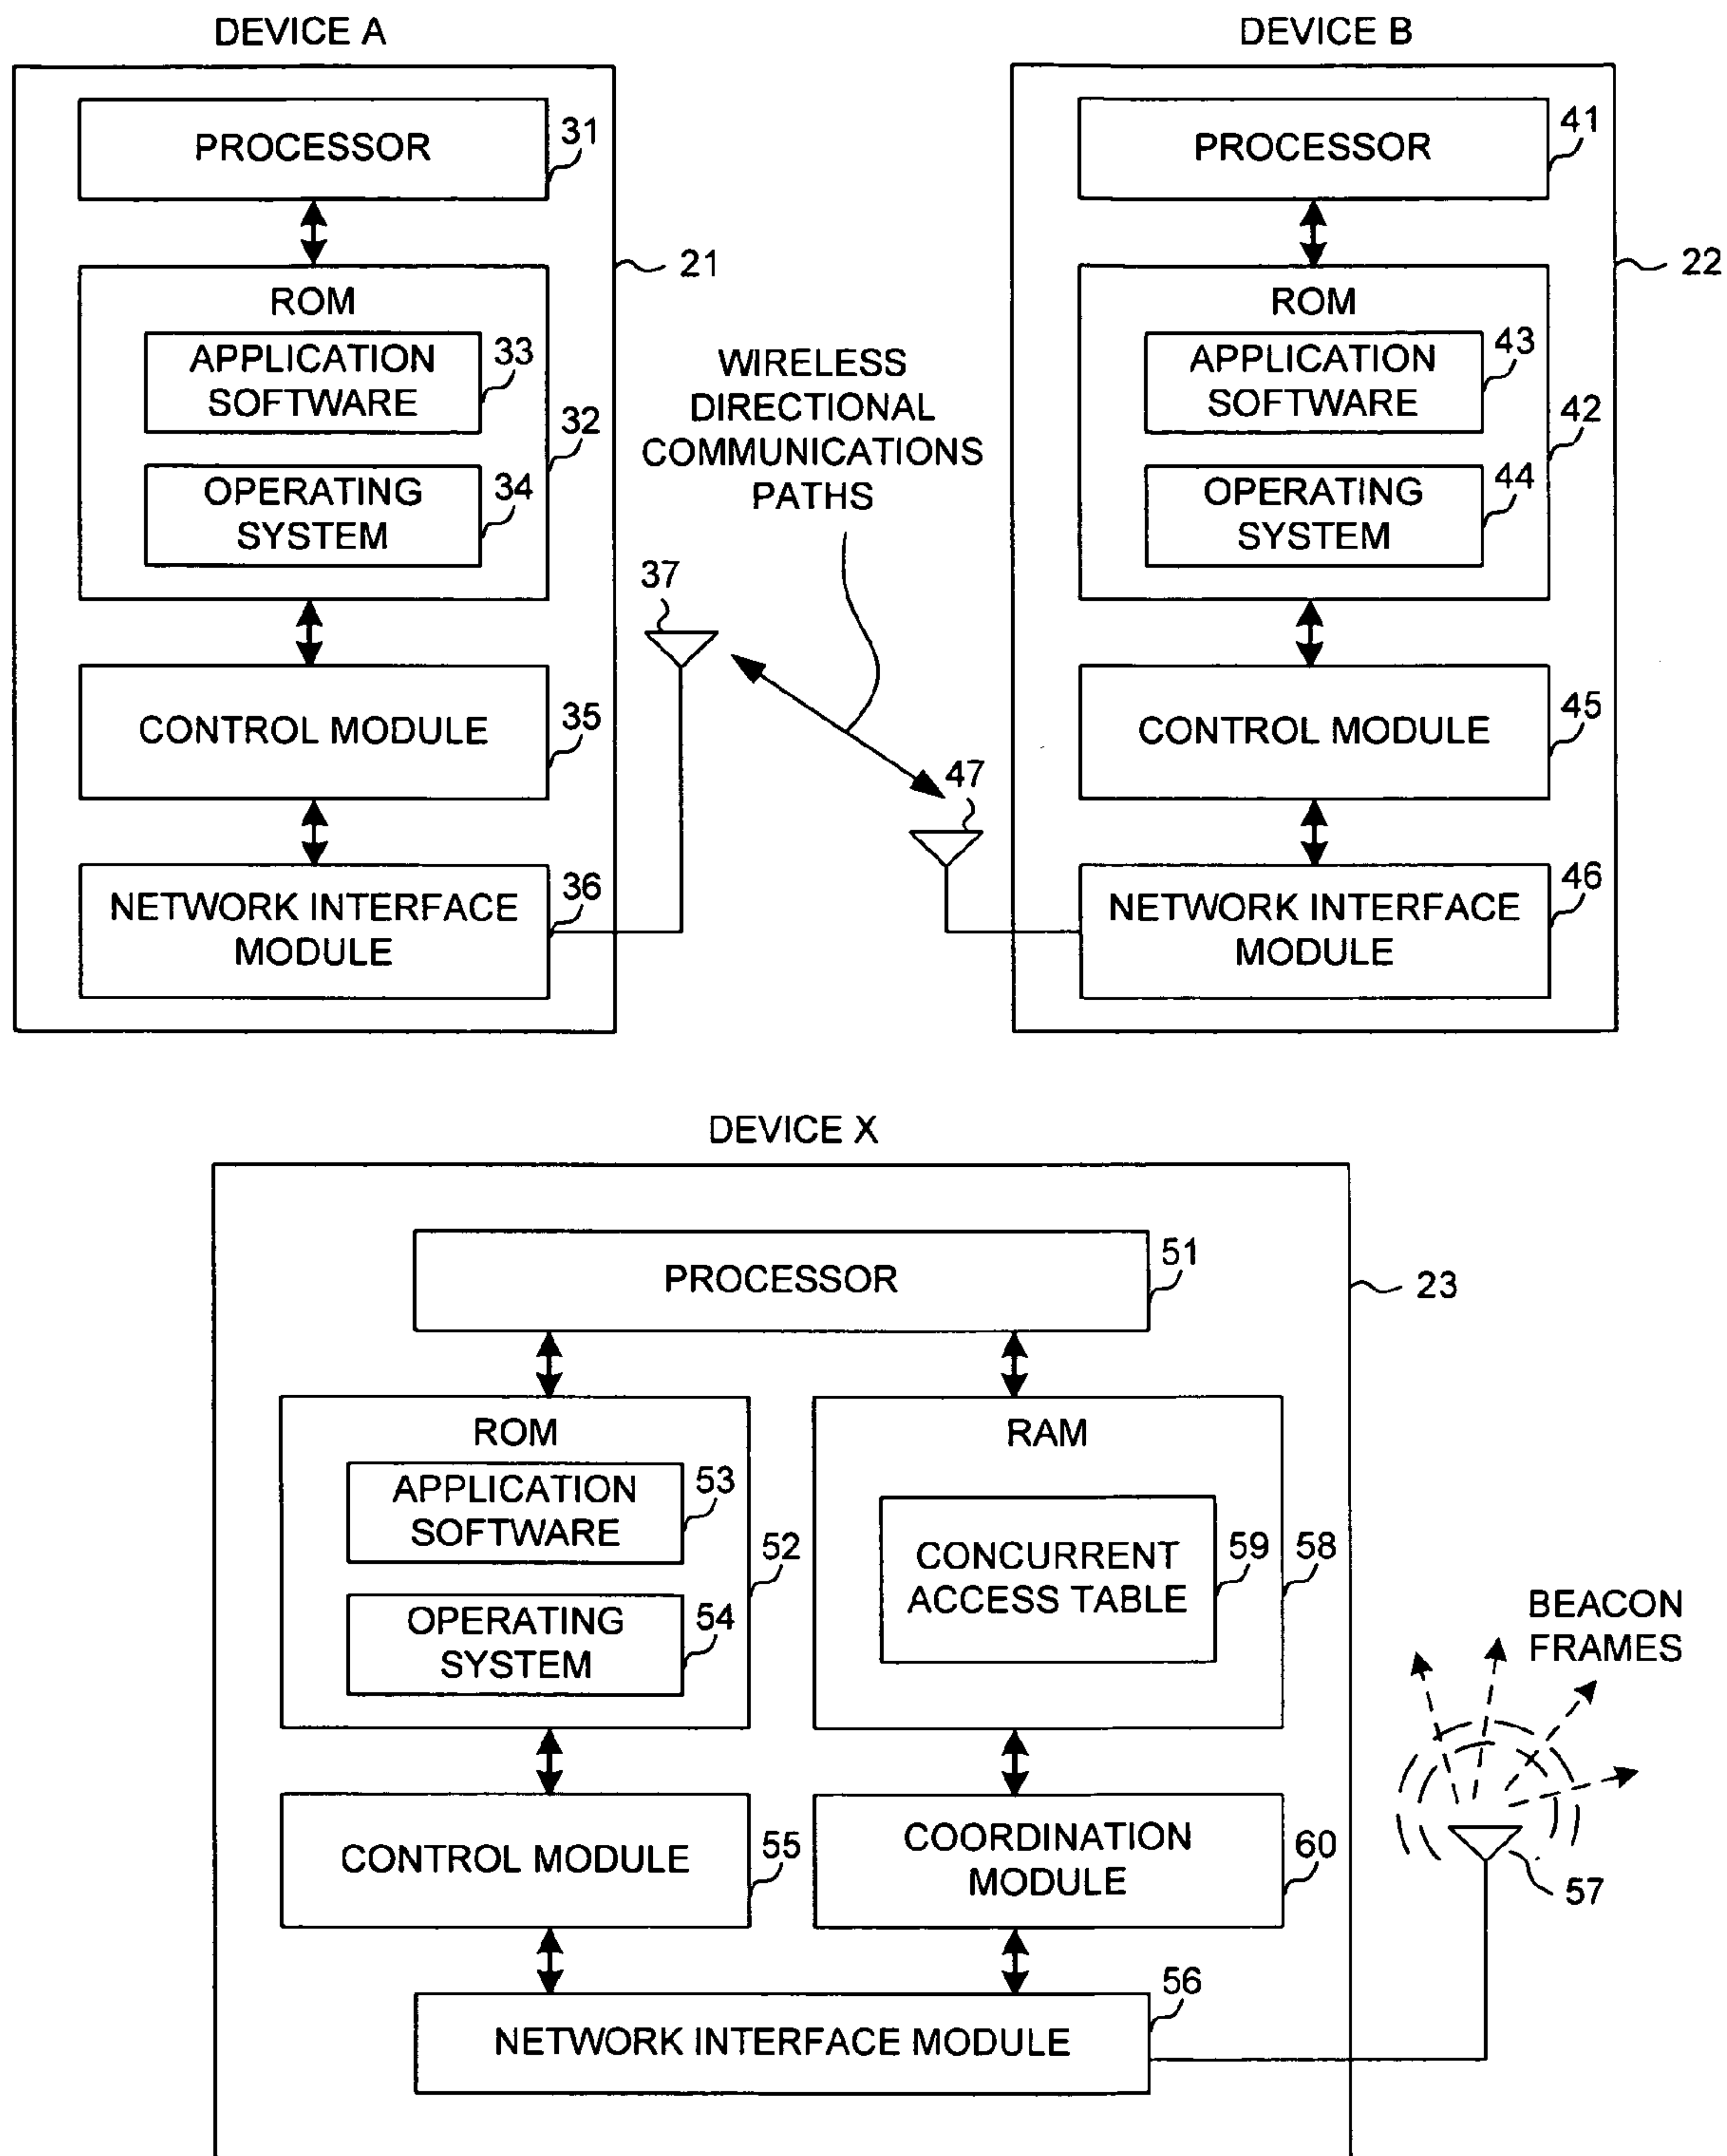 DEVICE A
PROCESSOR
31
21
ROM
APPLICATION
SOFTWARE
33
32
OPERATING
SYSTEM
34
CONTROL MODULE
35
NETWORK INTERFACE
MODULE
36
37
WIRELESS
DIRECTIONAL
COMMUNICATIONS
PATHS
47
DEVICE B
PROCESSOR
41
22
ROM
APPLICATION
SOFTWARE
43
42
OPERATING
SYSTEM
44
CONTROL MODULE
45
NETWORK INTERFACE
MODULE
46
DEVICE X
PROCESSOR
51
23
ROM
APPLICATION
SOFTWARE
53
52
OPERATING
SYSTEM
54
RAM
CONCURRENT
ACCESS TABLE
59
58
CONTROL MODULE
55
COORDINATION
MODULE
60
NETWORK INTERFACE MODULE
56
BEACON
FRAMES
57